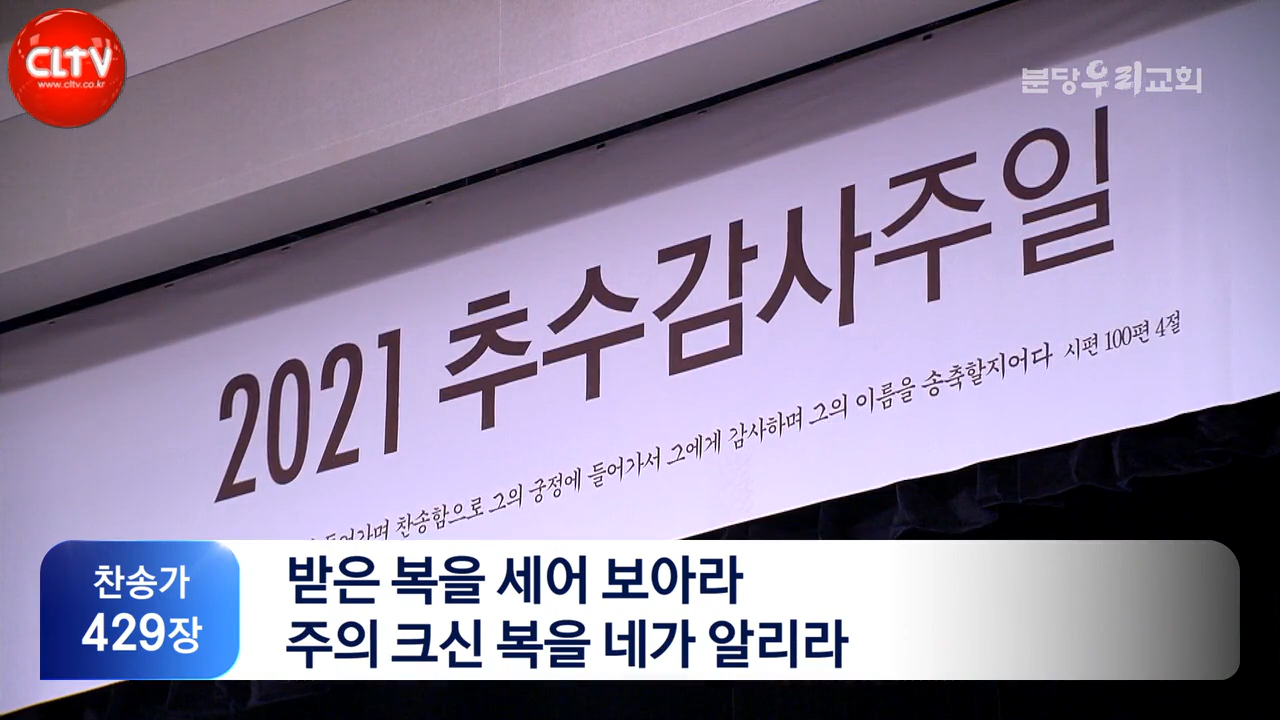 CLTV
www.cltv.co.kr
분당우리교회
2021 추수감사주일
찬송함으로 그의 궁정에 들어가서 그에게 감사하며 그의 이름을 송축할지어다 시편 100편 4절
찬송가
429장
받은 복을 세어 보아라
주의 크신 복을 네가 알리라